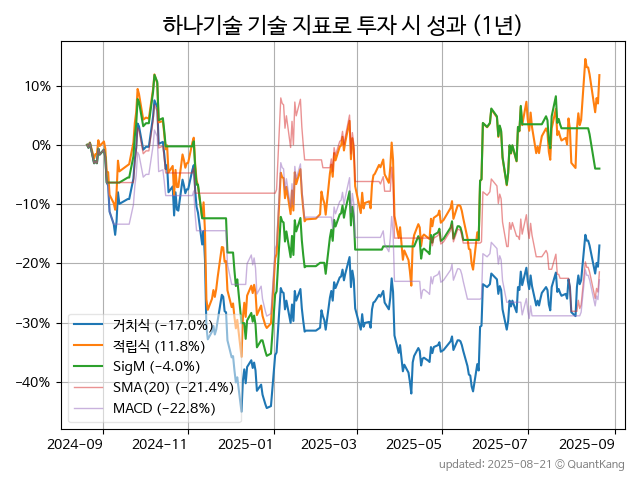 하나기술 기술 지표로 투자 시 성과 (1년)
10%
0%
−10%
−20%
−30%
−40%
거치식 (−17.0%)
적립식 (11.8%)
SigM (−4.0%)
SMA(20) (−21.4%)
MACD (−22.8%)
2024−09 2024−11 2025−01 2025−03 2025−05 2025−07 2025−09
updated: 2025-08-21 © QuantKang